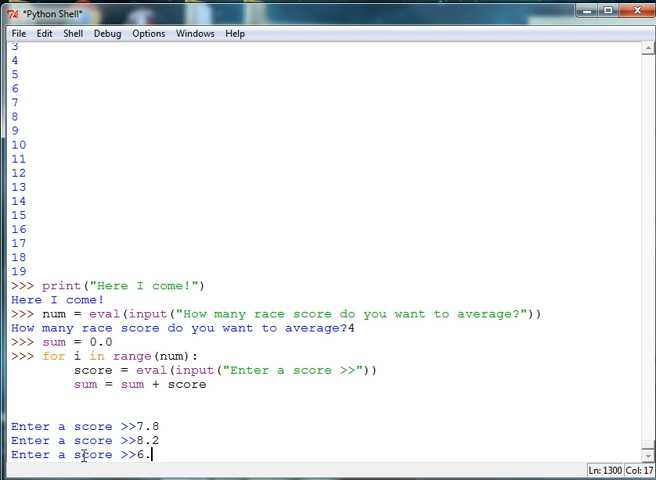 *Python Shell*
File Edit Shell Debug Options Windows Help
3
4
5
6
7
8
9
10
11
12
13
14
15
16
17
18
19
>>> print("Here I come!")
Here I come!
>>> num = eval(input("How many race score do you want to average?"))
How many race score do you want to average?4
>>> sum = 0.0
>>> for i in range(num):
        score = eval(input("Enter a score >>"))
        sum = sum + score
Enter a score >>7.8
Enter a score >>8.2
Enter a score >>6.
Ln: 1300 Col: 17